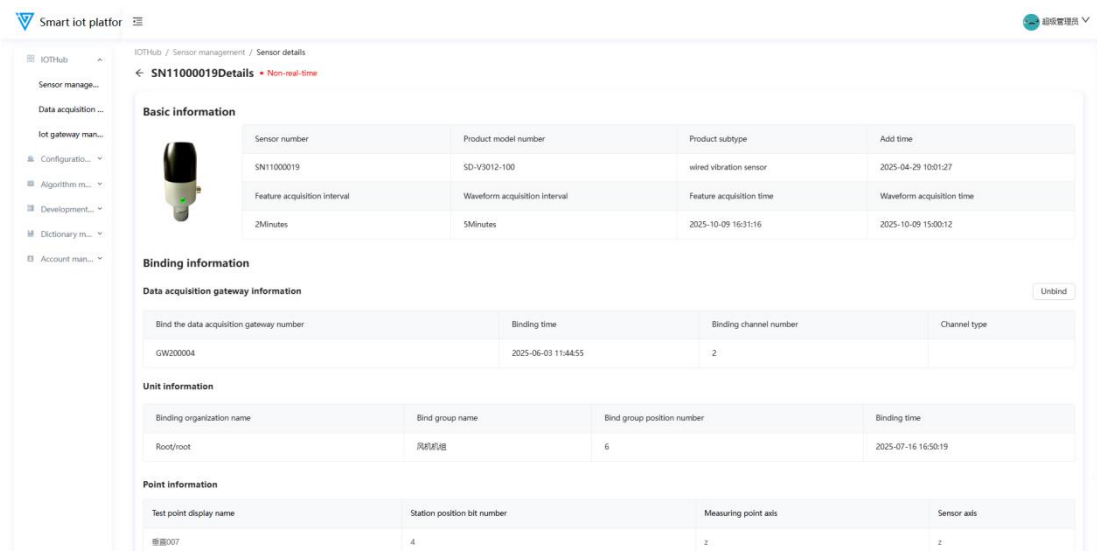 Smart iot platfor
超级管理员
IOTHub
Sensor manage...
Data acquisition ...
Iot gateway man...
Configuratio...
Algorithm m...
Development...
Dictionary m...
Account man...
IOTHub / Sensor management / Sensor details
SN11000019Details Non-real-time
Basic information
Sensor number Product model number Product subtype Add time
SN11000019 SD-V3012-100 wired vibration sensor 2025-04-29 10:01:27
Feature acquisition interval Waveform acquisition interval Feature acquisition time Waveform acquisition time
2Minutes 5Minutes 2025-10-09 16:31:16 2025-10-09 15:00:12
Binding information
Data acquisition gateway information Unbind
Bind the data acquisition gateway number Binding time Binding channel number Channel type
GW200004 2025-06-03 11:44:55 2
Unit information
Binding organization name Bind group name Bind group position number Binding time
Root/root 风机机组 6 2025-07-16 16:50:19
Point information
Test point display name Station position bit number Measuring point axis Sensor axis
垂直007 4 z z